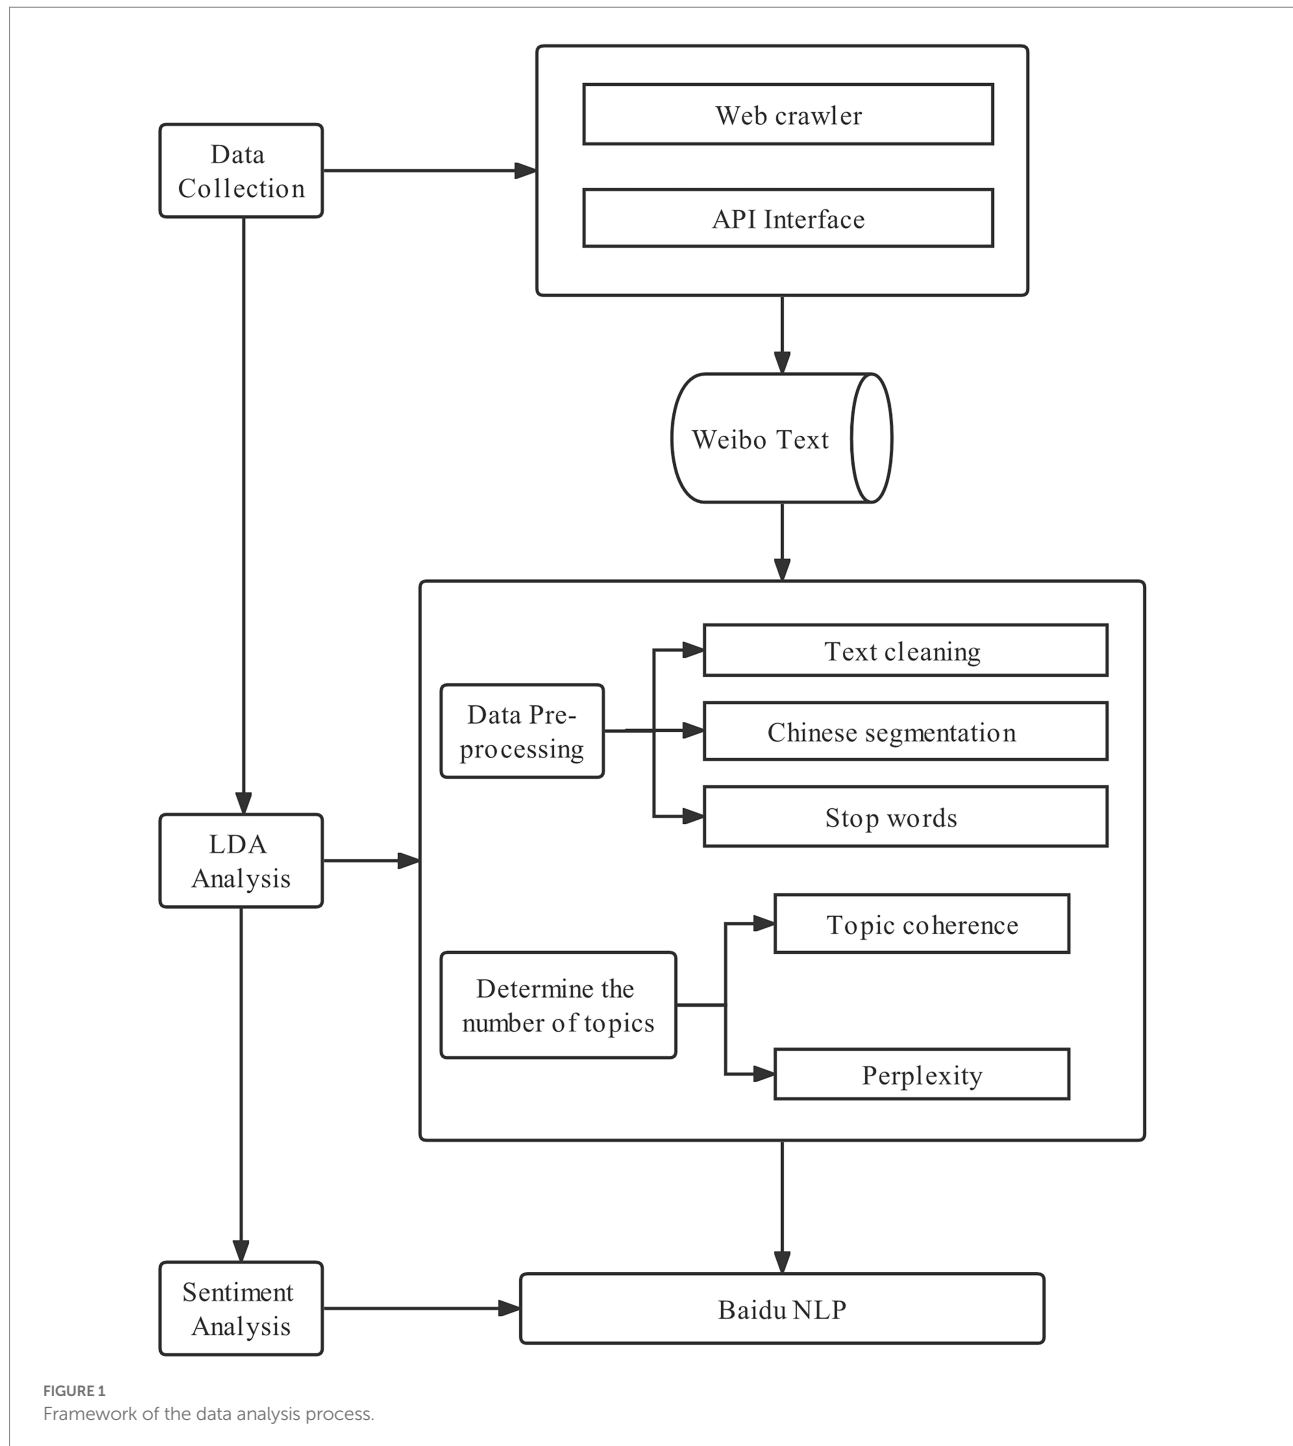 Web crawler
Data
Collection
API Interface
Weibo Text
Text cleaning
Data Pre-
processing
Chinese segmentation
Stop words
LDA
Analysis
Topic coherence
Determine the
number of topics
Perplexity
Sentiment
Analysis
Baidu NLP
FIGURE 1
Framework of the data analysis process.